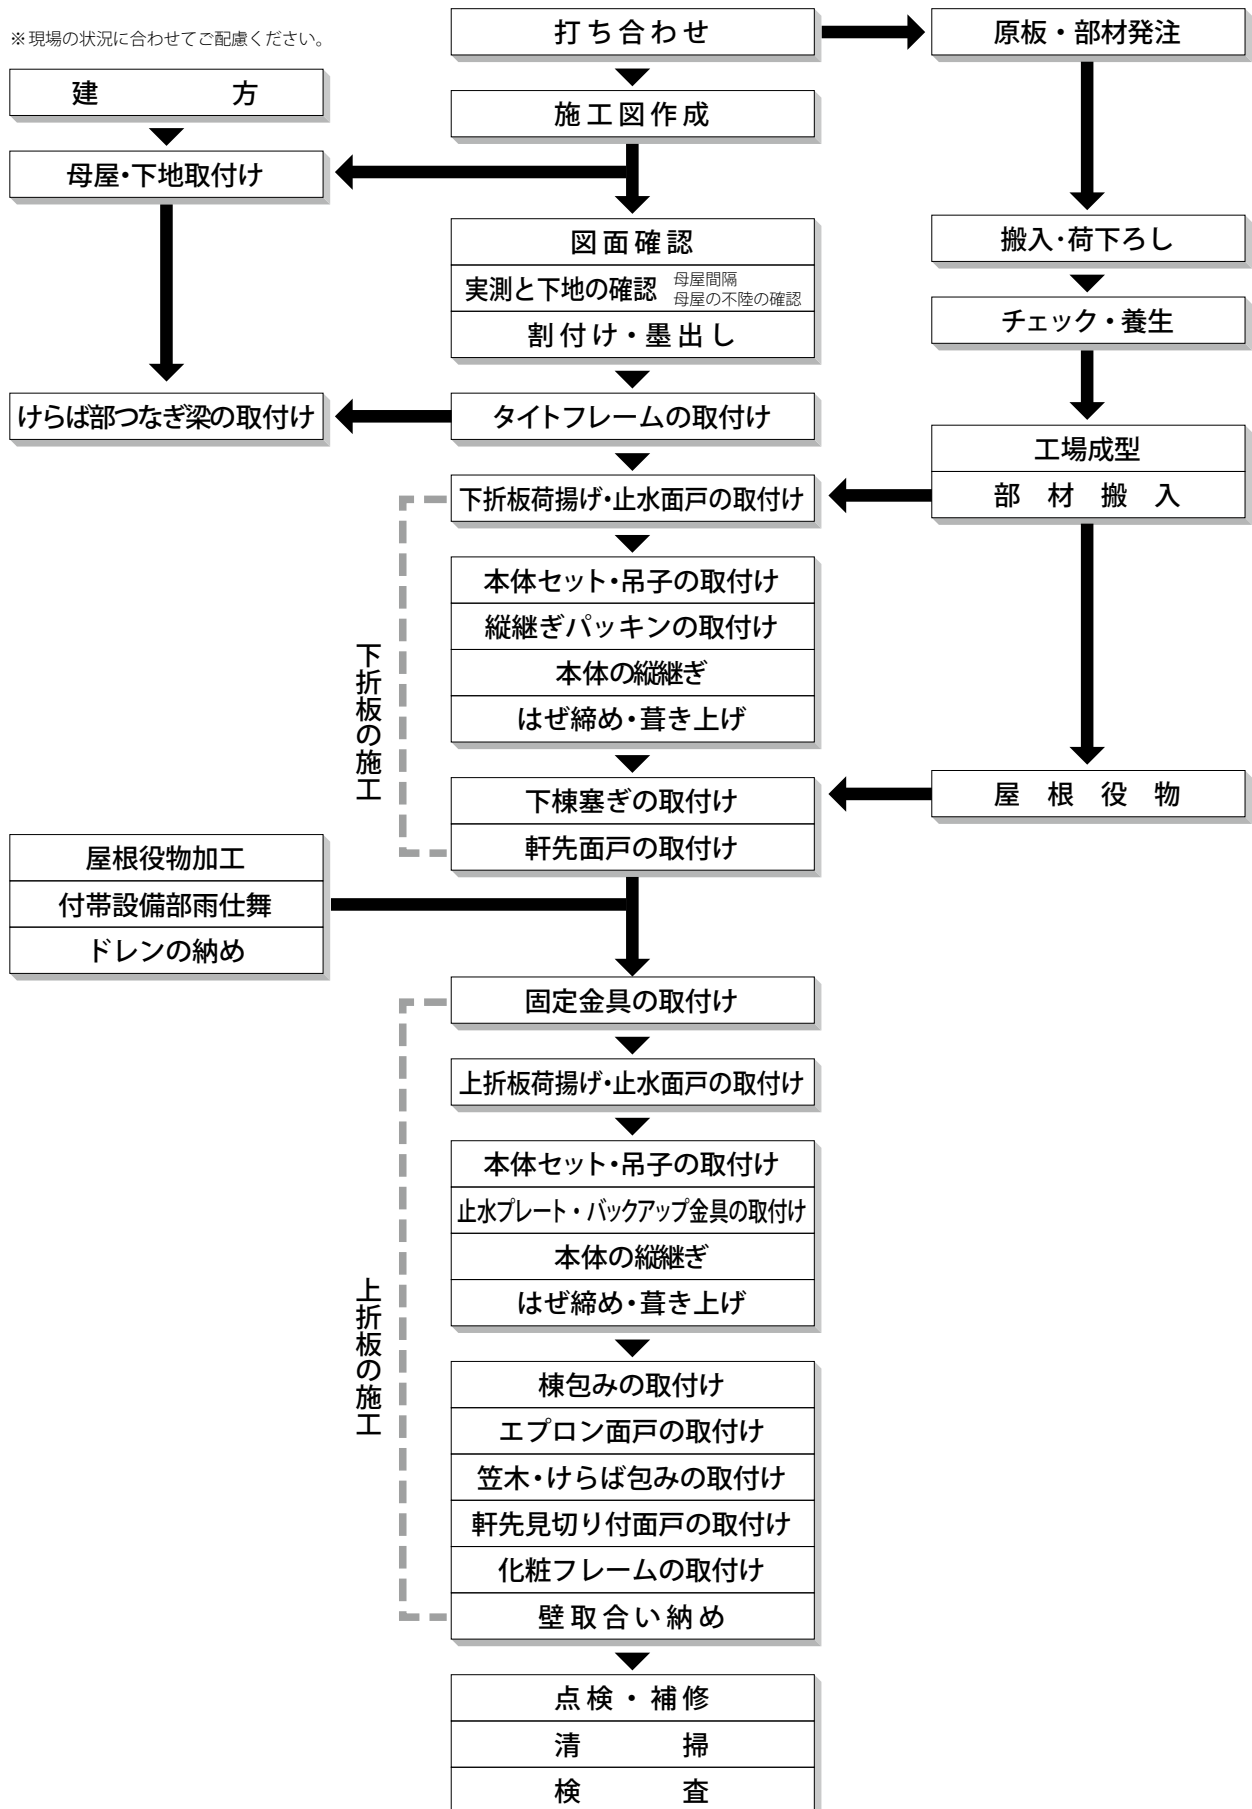 ※現場の状況に合わせてご配慮ください。
打ち合わせ
原板・部材発注
建方
施工図作成
母屋・下地取付け
図面確認
実測と下地の確認
母屋間隔
母屋の不陸の確認
割付け・墨出し
搬入・荷下ろし
チェック・養生
けらば部つなぎ梁の取付け
タイトフレームの取付け
工場成型
部材搬入
下折板荷揚げ・止水面戸の取付け
本体セット・吊子の取付け
縦継ぎパッキンの取付け
本体の縦継ぎ
はぜ締め・葺き上げ
下折板の施工
下棟塞ぎの取付け
軒先面戸の取付け
屋根役物
屋根役物加工
付帯設備部雨仕舞
ドレンの納め
固定金具の取付け
上折板荷揚げ・止水面戸の取付け
本体セット・吊子の取付け
止水プレート・バックアップ金具の取付け
本体の縦継ぎ
はぜ締め・葺き上げ
上折板の施工
棟包みの取付け
エプロン面戸の取付け
笠木・けらば包みの取付け
軒先見切り付面戸の取付け
化粧フレームの取付け
壁取合い納め
点検・補修
清掃
検査